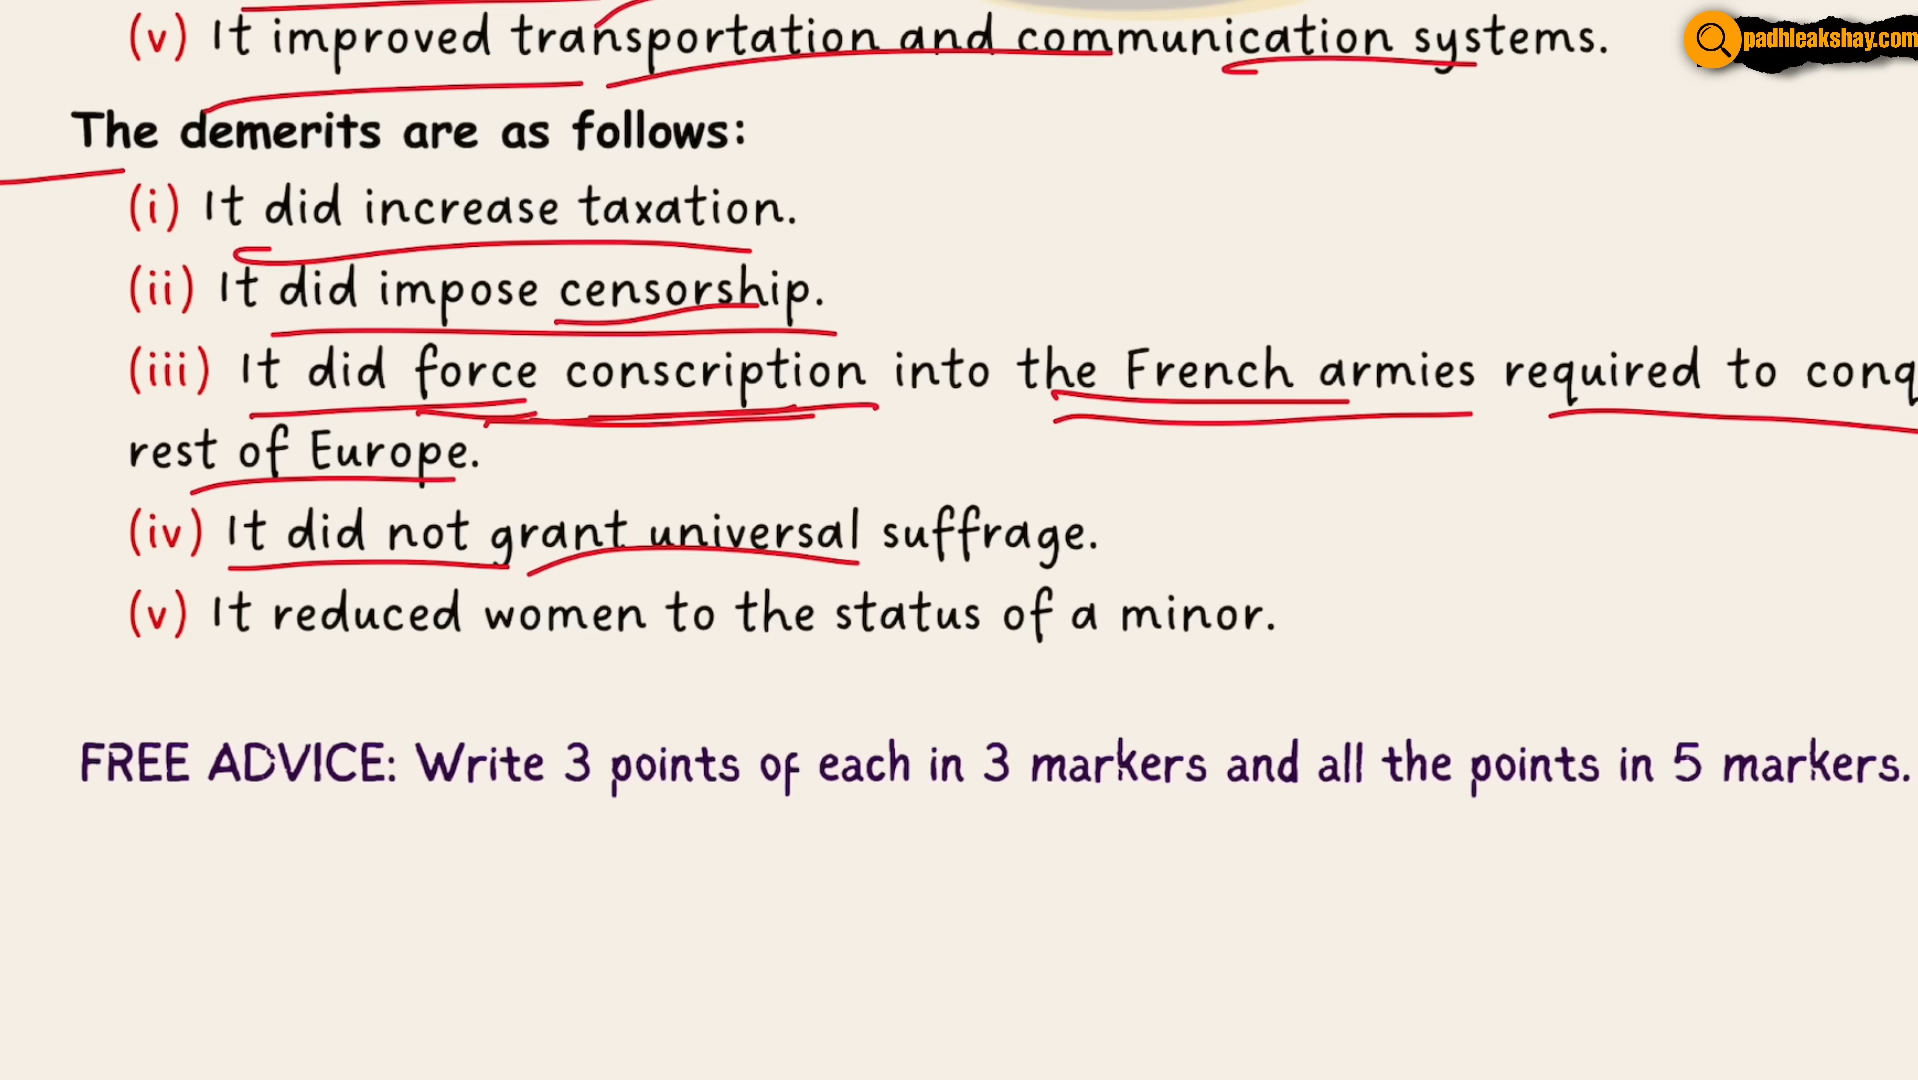 (v) It improved transportation and communication systems.
padhleakshay.com
The demerits are as follows:
(i) It did increase taxation.
(ii) It did impose censorship.
(iii) It did force conscription into the French armies required to conq
rest of Europe.
(iv) It did not grant universal suffrage.
(v) It reduced women to the status of a minor.
FREE ADVICE: Write 3 points of each in 3 markers and all the points in 5 markers.